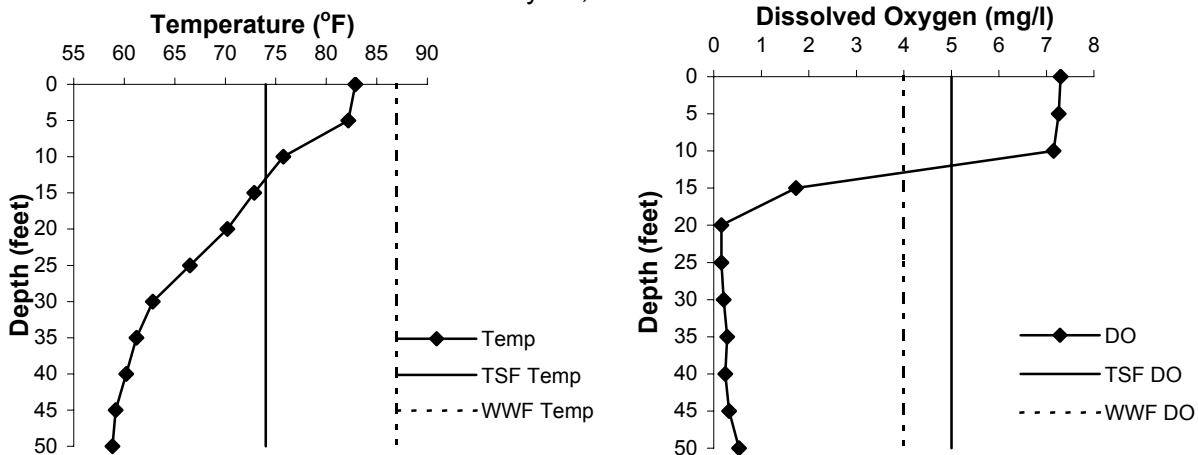 Temperature (°F)
55 60 65 70 75 80 85 90
0
5
10
15
20
25
30
35
40
45
50
Depth (feet)
Temp
TSF Temp
WWF Temp
Dissolved Oxygen (mg/l)
0 1 2 3 4 5 6 7 8
0
5
10
15
20
25
30
35
40
45
50
Depth (feet)
DO
TSF DO
WWF DO